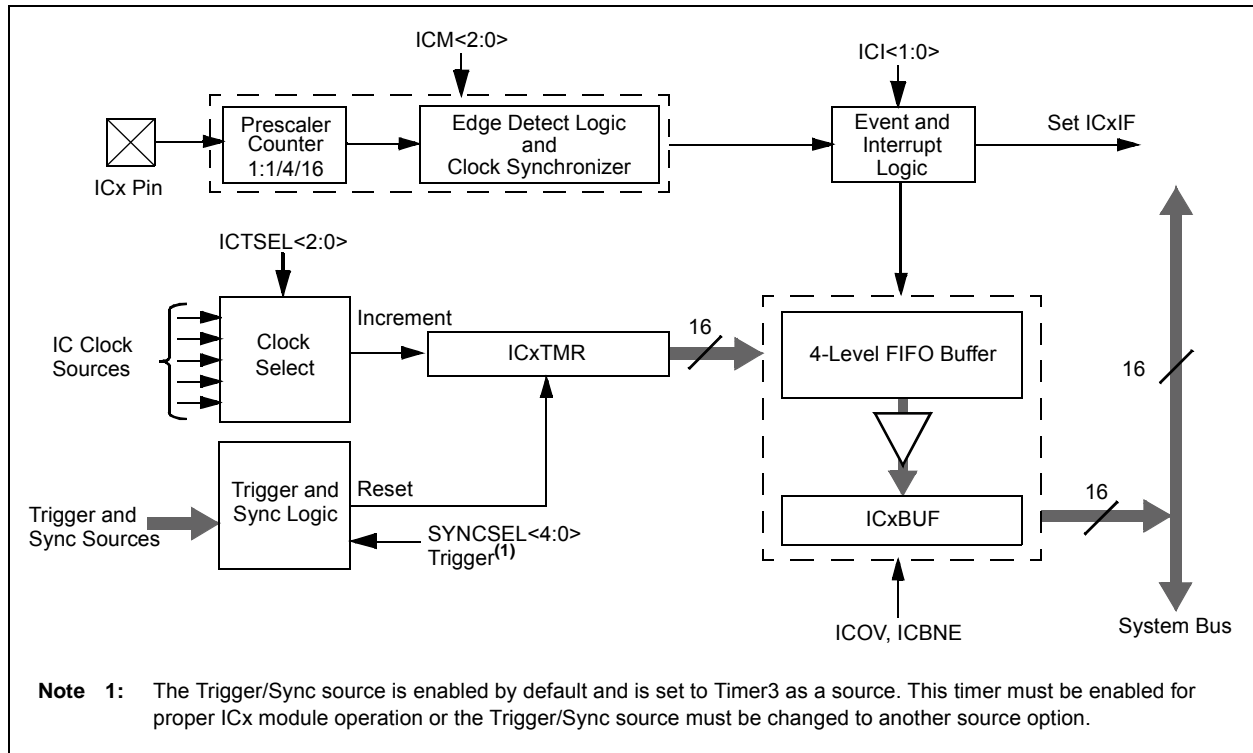 ICM<2:0>
ICI<1:0>
Prescaler
Counter
1:1/4/16
Edge Detect Logic
and
Clock Synchronizer
Event and
Interrupt
Logic
Set ICxIF
ICx Pin
ICTSEL<2:0>
IC Clock
Sources
Clock
Select
Increment
ICxTMR
16
4-Level FIFO Buffer
16
Trigger and
Sync Sources
Trigger and
Sync Logic
Reset
SYNCSEL<4:0>
Trigger(1)
ICxBUF
16
ICOV, ICBNE
System Bus
Note 1: The Trigger/Sync source is enabled by default and is set to Timer3 as a source. This timer must be enabled for
proper ICx module operation or the Trigger/Sync source must be changed to another source option.